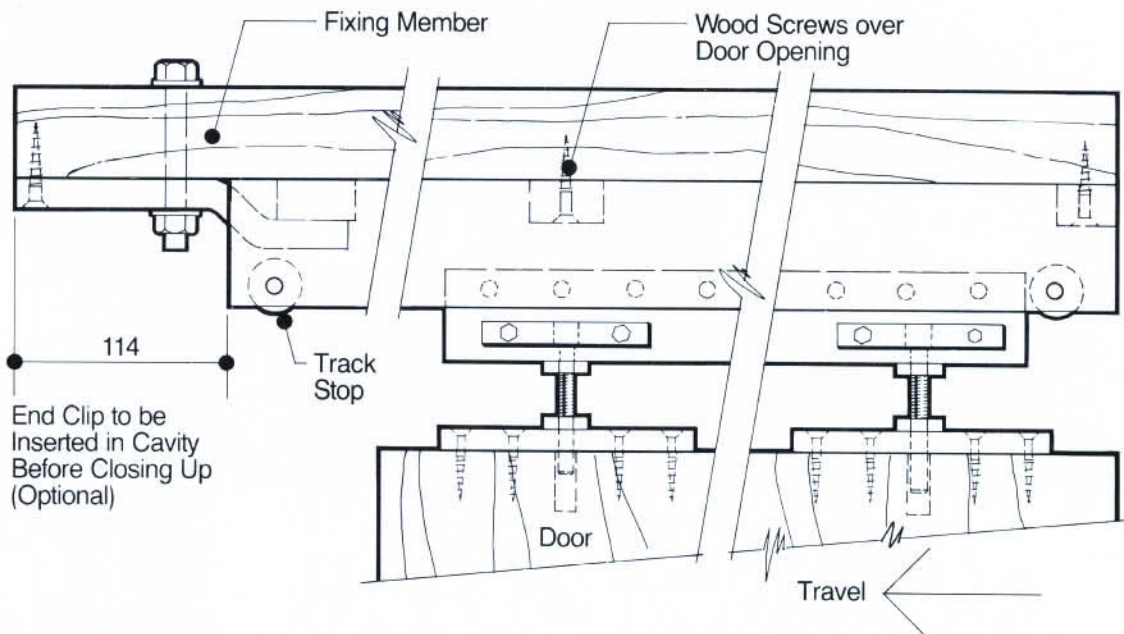 Fixing Member
Wood Screws over
Door Opening
114
Track
Stop
End Clip to be
Inserted in Cavity
Before Closing Up
(Optional)
Door
Travel